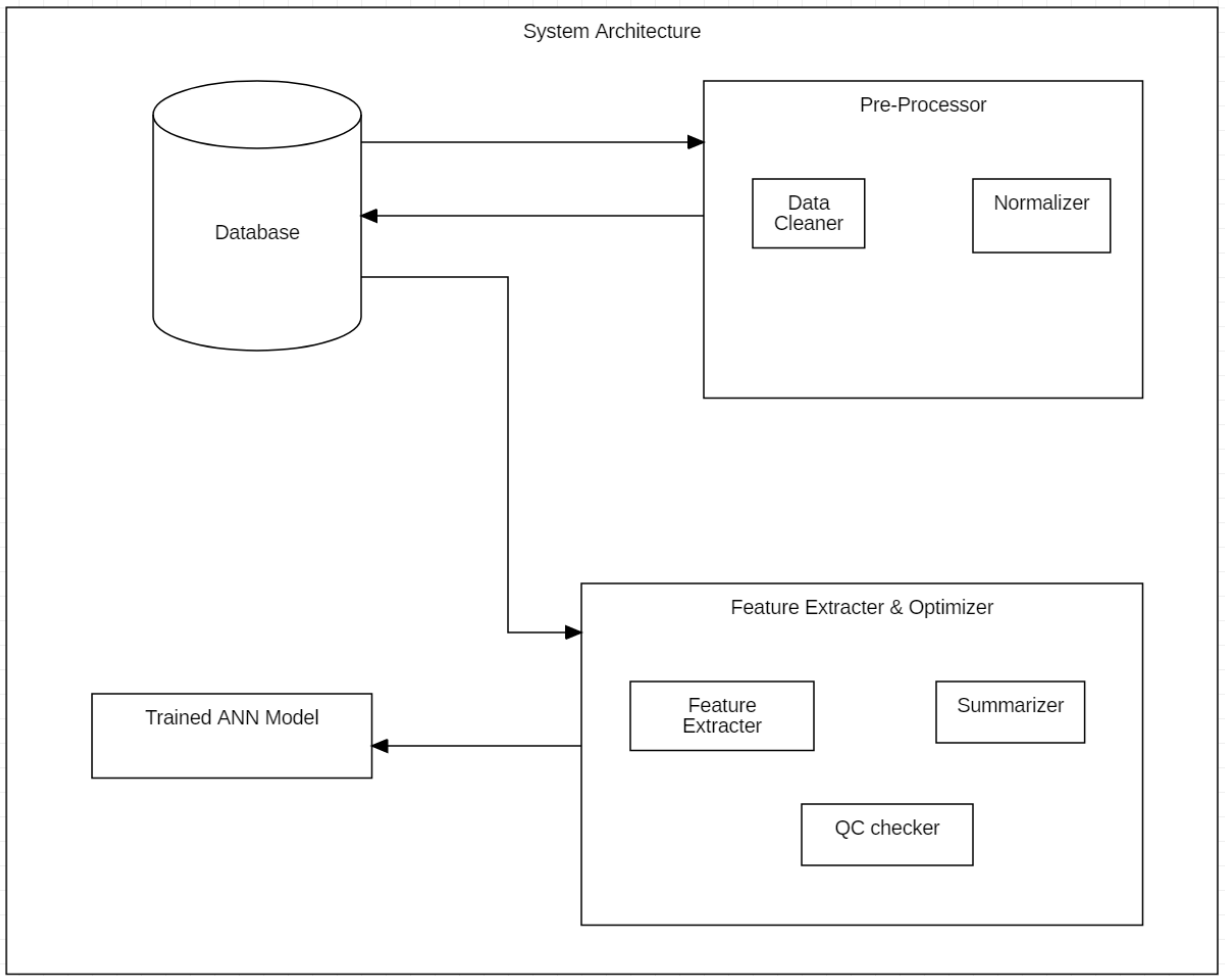 System Architecture
Database
Pre-Processor
Data
Cleaner
Normalizer
Feature Extracter & Optimizer
Feature
Extracter
Summarizer
QC checker
Trained ANN Model